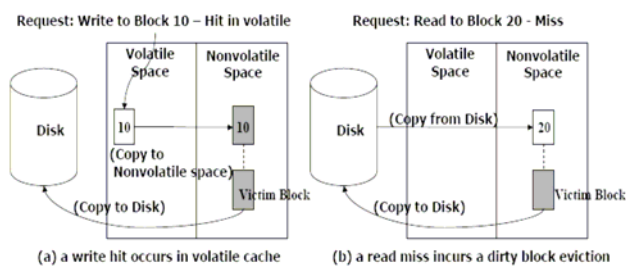 Request: Write to Block 10 – Hit in volatile
Volatile Space
Nonvolatile Space
Disk
10
10
(Copy to Nonvolatile space)
Victim Block
(Copy to Disk)
(a) a write hit occurs in volatile cache
Request: Read to Block 20 - Miss
Volatile Space
Nonvolatile Space
Disk
(Copy from Disk)
20
Victim Block
(Copy to Disk)
(b) a read miss incurs a dirty block eviction